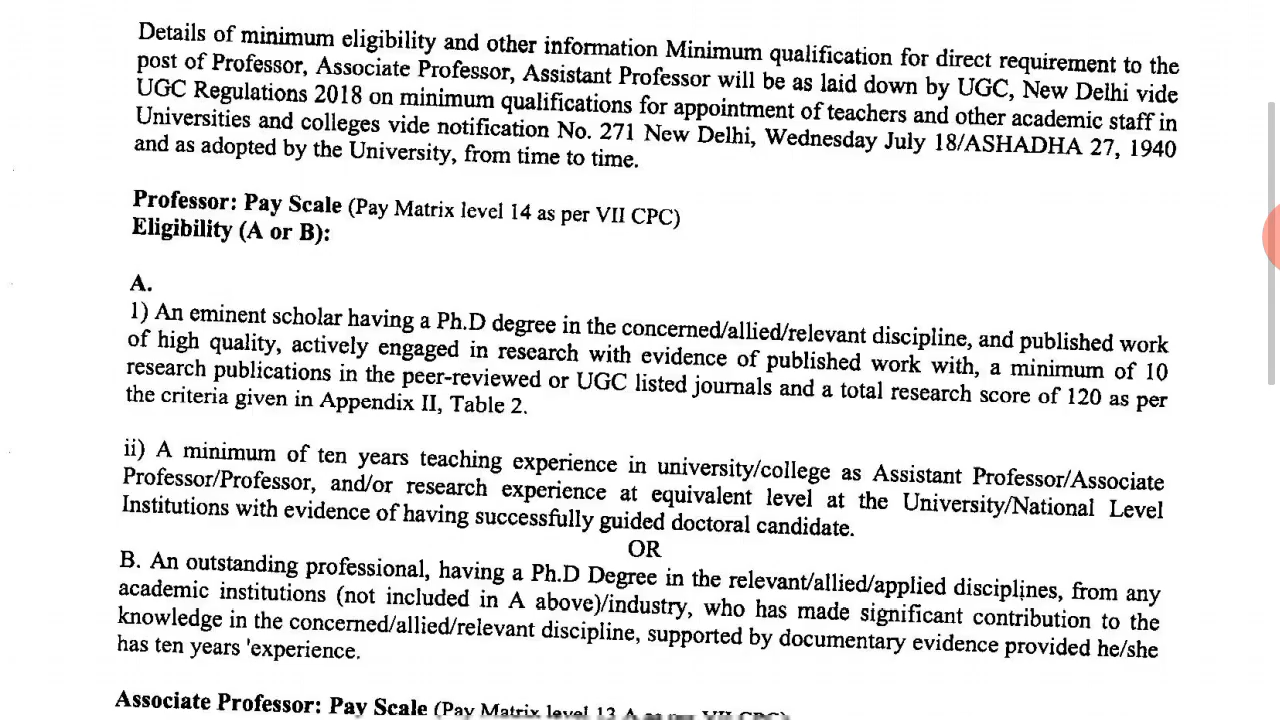 Details of minimum eligibility and other information Minimum qualification for direct requirement to the
post of Professor, Associate Professor, Assistant Professor will be as laid down by UGC, New Delhi vide
UGC Regulations 2018 on minimum qualifications for appointment of teachers and other academic staff in
Universities and colleges vide notification No. 271 New Delhi, Wednesday July 18/ASHADHA 27, 1940
and as adopted by the University, from time to time.
Professor: Pay Scale (Pay Matrix level 14 as per VII CPC)
Eligibility (A or B):
A.
1) An eminent scholar having a Ph.D degree in the concerned/allied/relevant discipline, and published work
of high quality, actively engaged in research with evidence of published work with, a minimum of 10
research publications in the peer-reviewed or UGC listed journals and a total research score of 120 as per
the criteria given in Appendix II, Table 2.
ii) A minimum of ten years teaching experience in university/college as Assistant Professor/Associate
Professor/Professor, and/or research experience at equivalent level at the University/National Level
Institutions with evidence of having successfully guided doctoral candidate.
OR
B. An outstanding professional, having a Ph.D Degree in the relevant/allied/applied disciplines, from any
academic institutions (not included in A above)/industry, who has made significant contribution to the
knowledge in the concerned/allied/relevant discipline, supported by documentary evidence provided he/she
has ten years 'experience.
Associate Professor: Pay Scale (Pay Matrix level 13 A as per VII CPC)